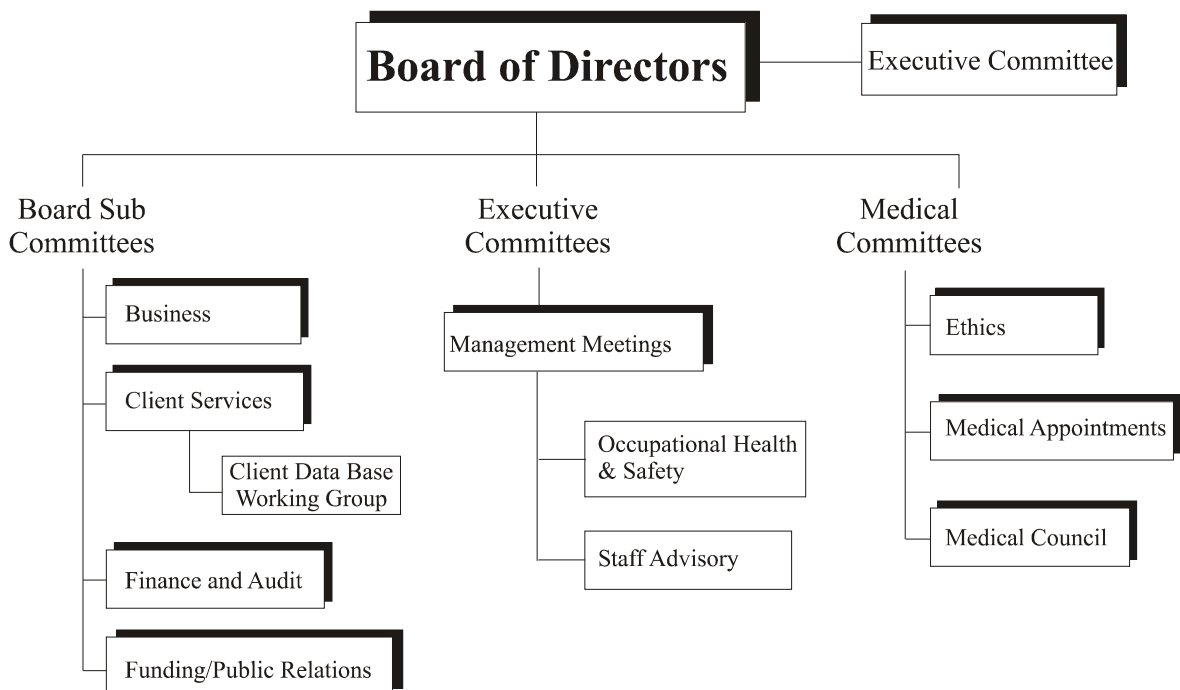 Board of Directors
Executive Committee
Board Sub
Committees
Business
Client Services
Client Data Base
Working Group
Finance and Audit
Funding/Public Relations
Executive
Committees
Management Meetings
Occupational Health
& Safety
Staff Advisory
Medical
Committees
Ethics
Medical Appointments
Medical Council